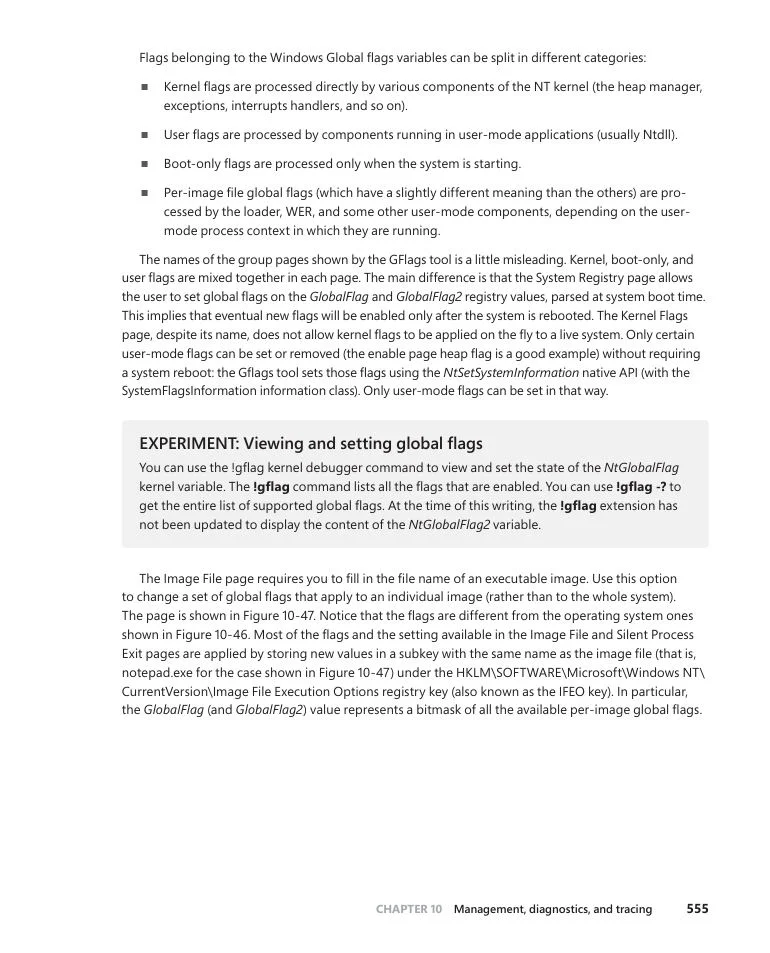 Flags belonging to the Windows Global flags variables can be split in different categories:
■ Kernel flags are processed directly by various components of the NT kernel (the heap manager,
exceptions, interrupts handlers, and so on).
■ User flags are processed by components running in user-mode applications (usually Ntdll).
■ Boot-only flags are processed only when the system is starting.
■ Per-image file global flags (which have a slightly different meaning than the others) are pro-
cessed by the loader, WER, and some other user-mode components, depending on the user-
mode process context in which they are running.
The names of the group pages shown by the GFlags tool is a little misleading. Kernel, boot-only, and
user flags are mixed together in each page. The main difference is that the System Registry page allows
the user to set global flags on the GlobalFlag and GlobalFlag2 registry values, parsed at system boot time.
This implies that eventual new flags will be enabled only after the system is rebooted. The Kernel Flags
page, despite its name, does not allow kernel flags to be applied on the fly to a live system. Only certain
user-mode flags can be set or removed (the enable page heap flag is a good example) without requiring
a system reboot: the Gflags tool sets those flags using the NtSetSystemInformation native API (with the
SystemFlagsInformation information class). Only user-mode flags can be set in that way.
EXPERIMENT: Viewing and setting global flags
You can use the !gflag kernel debugger command to view and set the state of the NtGlobalFlag
kernel variable. The !gflag command lists all the flags that are enabled. You can use !gflag -? to
get the entire list of supported global flags. At the time of this writing, the !gflag extension has
not been updated to display the content of the NtGlobalFlag2 variable.
The Image File page requires you to fill in the file name of an executable image. Use this option
to change a set of global flags that apply to an individual image (rather than to the whole system).
The page is shown in Figure 10-47. Notice that the flags are different from the operating system ones
shown in Figure 10-46. Most of the flags and the setting available in the Image File and Silent Process
Exit pages are applied by storing new values in a subkey with the same name as the image file (that is,
notepad.exe for the case shown in Figure 10-47) under the HKLM\SOFTWARE\Microsoft\Windows NT\
CurrentVersion\Image File Execution Options registry key (also known as the IFEO key). In particular,
the GlobalFlag (and GlobalFlag2) value represents a bitmask of all the available per-image global flags.
CHAPTER 10 Management, diagnostics, and tracing 555